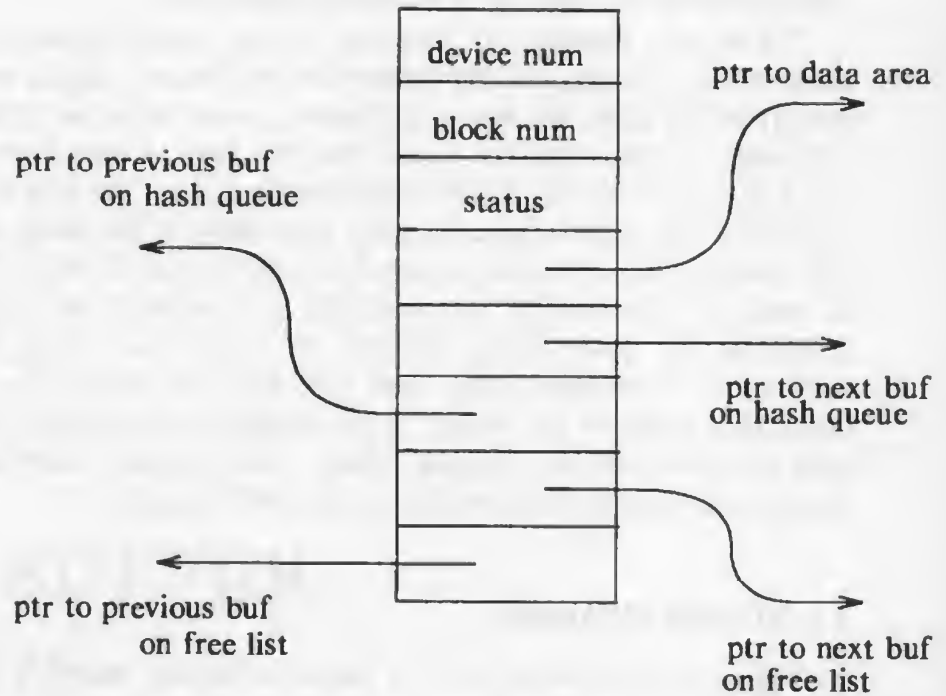 device num
ptr to data area
block num
ptr to previous buf
on hash queue
status
ptr to next buf
on hash queue
ptr to previous buf
on free list
ptr to next buf
on free list